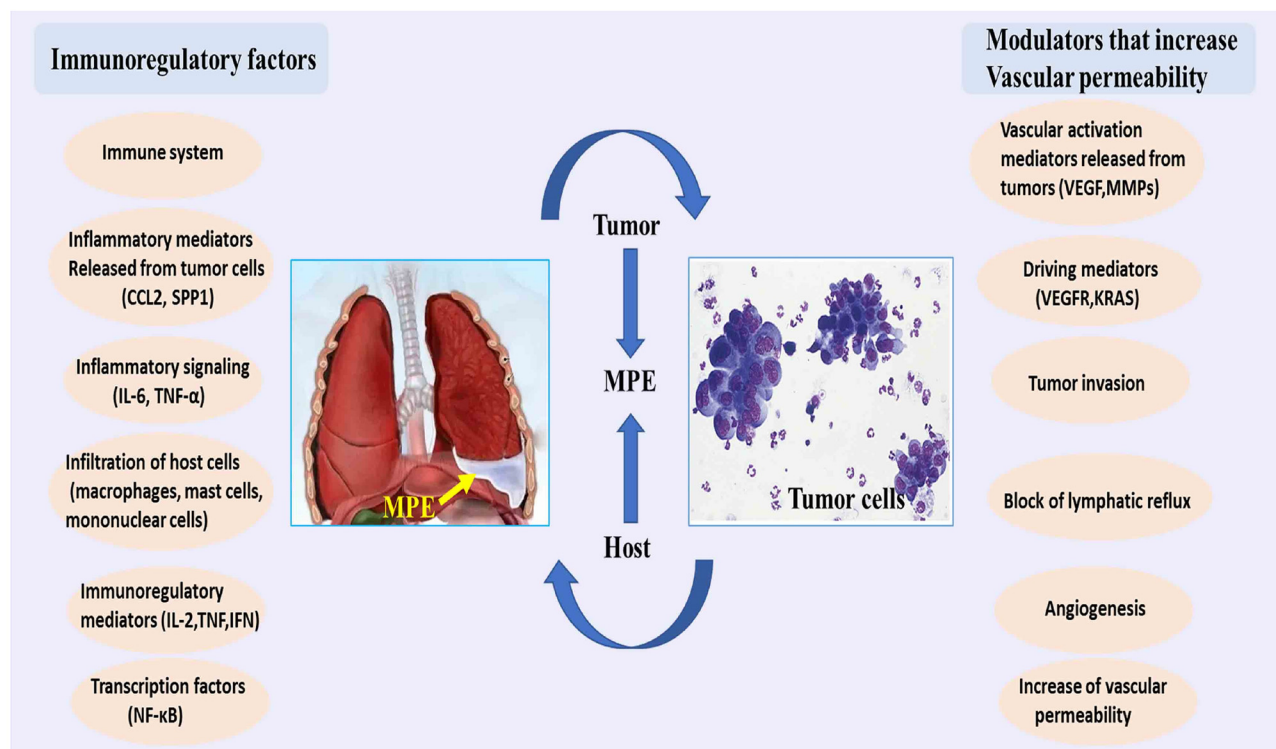 Immunoregulatory factors
Immune system
Inflammatory mediators
Released from tumor cells
(CCL2, SPP1)
Inflammatory signaling
(IL-6, TNF-α)
Infiltration of host cells
(macrophages, mast cells,
mononuclear cells)
Immunoregulatory
mediators (IL-2,TNF,IFN)
Transcription factors
(NF-κB)
MPE
Tumor
MPE
Host
Tumor cells
Modulators that increase
Vascular permeability
Vascular activation
mediators released from
tumors (VEGF,MMPs)
Driving mediators
(VEGFR,KRAS)
Tumor invasion
Block of lymphatic reflux
Angiogenesis
Increase of vascular
permeability